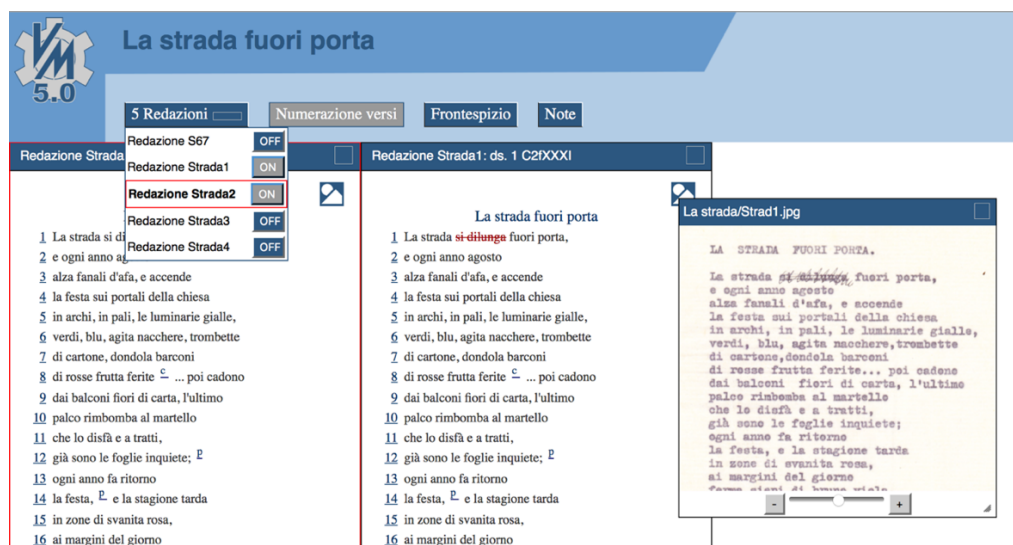 VM
5.0
La strada fuori porta
5 Redazioni
Numerazione versi
Frontespizio
Note
Redazione S67 OFF
Redazione Strada1 ON
Redazione Strada2 ON
Redazione Strada3 OFF
Redazione Strada4 OFF
Redazione Strada
1 La strada si di
2 e ogni anno ag
3 alza fanali d'afa, e accende
4 la festa sui portali della chiesa
5 in archi, in pali, le luminarie gialle,
6 verdi, blu, agita nacchere, trombette
7 di cartone, dondola barconi
8 di rosse frutta ferite c ... poi cadono
9 dai balconi fiori di carta, l'ultimo
10 palco rimbomba al martello
11 che lo disfà e a tratti,
12 già sono le foglie inquiete; p
13 ogni anno fa ritorno
14 la festa, p e la stagione tarda
15 in zone di svanita rosa,
16 ai margini del giorno
Redazione Strada1: ds. 1 C2fXXXI
La strada fuori porta
1 La strada si dilunga fuori porta,
2 e ogni anno agosto
3 alza fanali d'afa, e accende
4 la festa sui portali della chiesa
5 in archi, in pali, le luminarie gialle,
6 verdi, blu, agita nacchere, trombette
7 di cartone, dondola barconi
8 di rosse frutta ferite c ... poi cadono
9 dai balconi fiori di carta, l'ultimo
10 palco rimbomba al martello
11 che lo disfà e a tratti,
12 già sono le foglie inquiete; p
13 ogni anno fa ritorno
14 la festa, p e la stagione tarda
15 in zone di svanita rosa,
16 ai margini del giorno
La strada/Strad1.jpg
LA STRADA FUORI PORTA.
La strada si dilunga fuori porta,
e ogni anno agosto
alza fanali d'afa, e accende
la festa sui portali della chiesa
in archi, in pali, le luminarie gialle,
verdi, blu, agita nacchere,trombette
di cartone,dondola barconi
di rosse frutta ferite... poi cadono
dai balconi fiori di carta, l'ultimo
palco rimbomba al martello
che lo disfà e a tratti,
già sono le foglie inquiete;
ogni anno fa ritorno
la festa, e la stagione tarda
in zone di svanita rosa,
ai margini del giorno
- +